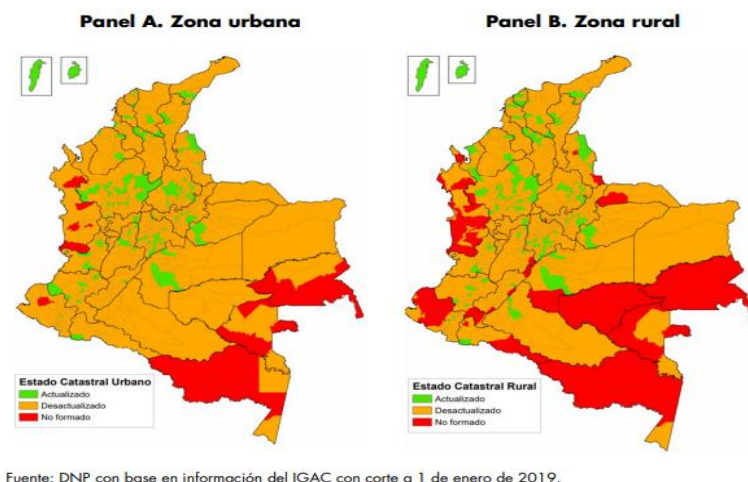 Panel A. Zona urbana
Panel B. Zona rural
Estado Catastral Urbano
Actualizado
Desactualizado
No formado
Estado Catastral Rural
Actualizado
Desactualizado
No formado
Fuente: DNP con base en información del IGAC con corte a 1 de enero de 2019.